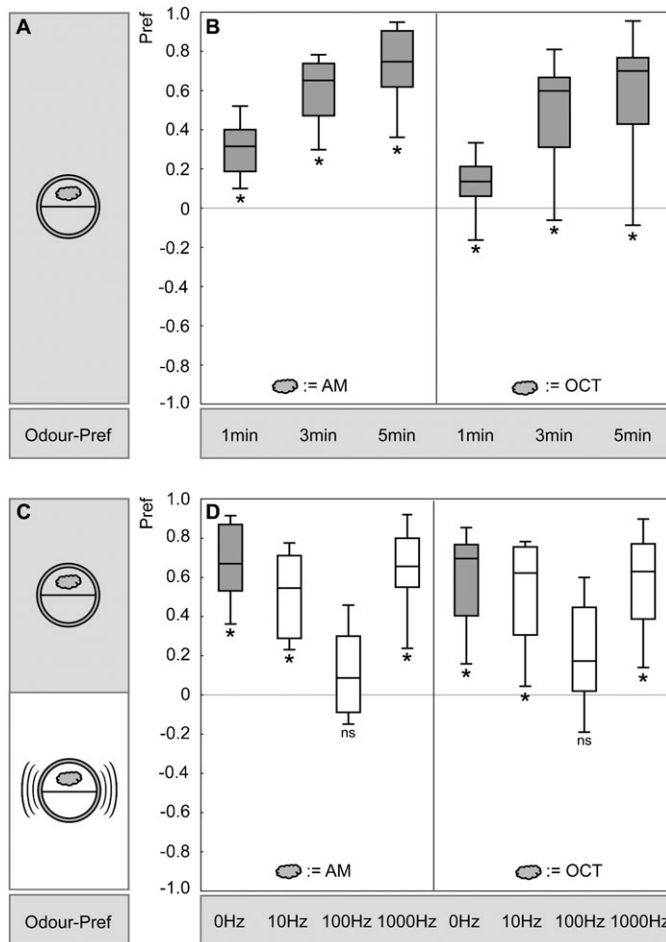 A
B
Pref
1.0
0.8
0.6
0.4
0.2
0
-0.2
-0.4
-0.6
-0.8
-1.0
* * * * * *
:= AM := OCT
Odour-Pref 1min 3min 5min 1min 3min 5min
C
D
Pref
1.0
0.8
0.6
0.4
0.2
0
-0.2
-0.4
-0.6
-0.8
-1.0
* * ns * * * ns *
:= AM := OCT
Odour-Pref 0Hz 10Hz 100Hz 1000Hz 0Hz 10Hz 100Hz 1000Hz